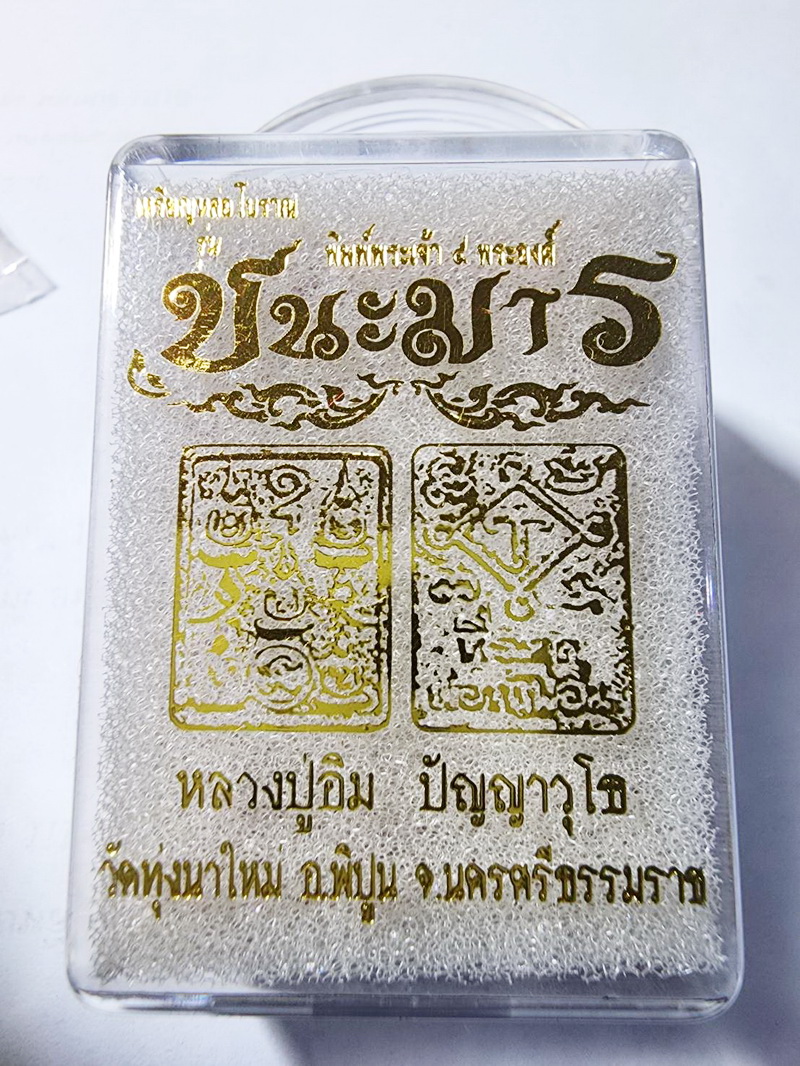 เหรียญหล่อโบราณ
รุ่น
พิมพ์พระเจ้า ๕ พระองค์
ชนะมาร
หลวงปู่อิ่ม ปัญญาวุโธ
วัดทุ่งนาใหม่ อ.พิปูน จ.นครศรีธรรมราช